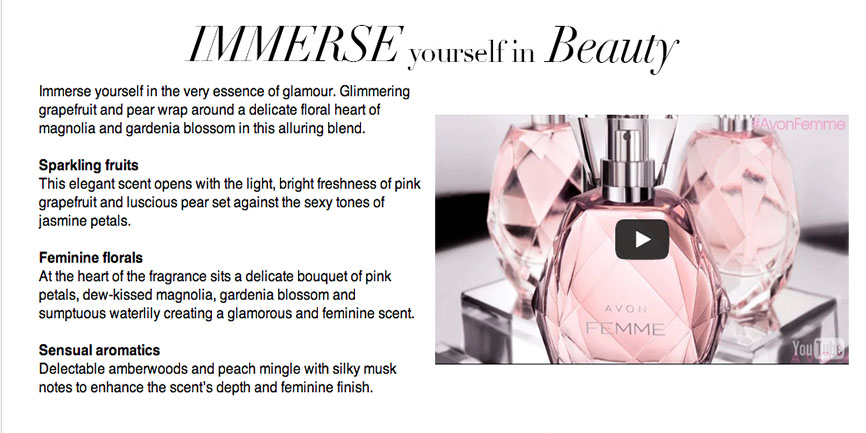 IMMERSE yourself in Beauty
Immerse yourself in the very essence of glamour. Glimmering
grapefruit and pear wrap around a delicate floral heart of
magnolia and gardenia blossom in this alluring blend.
Sparkling fruits
This elegant scent opens with the light, bright freshness of pink
grapefruit and luscious pear set against the sexy tones of
jasmine petals.
Feminine florals
At the heart of the fragrance sits a delicate bouquet of pink
petals, dew-kissed magnolia, gardenia blossom and
sumptuous waterlily creating a glamorous and feminine scent.
Sensual aromatics
Delectable amberwoods and peach mingle with silky musk
notes to enhance the scent's depth and feminine finish.
#AvonFemme
AVON
FEMME
YouTube